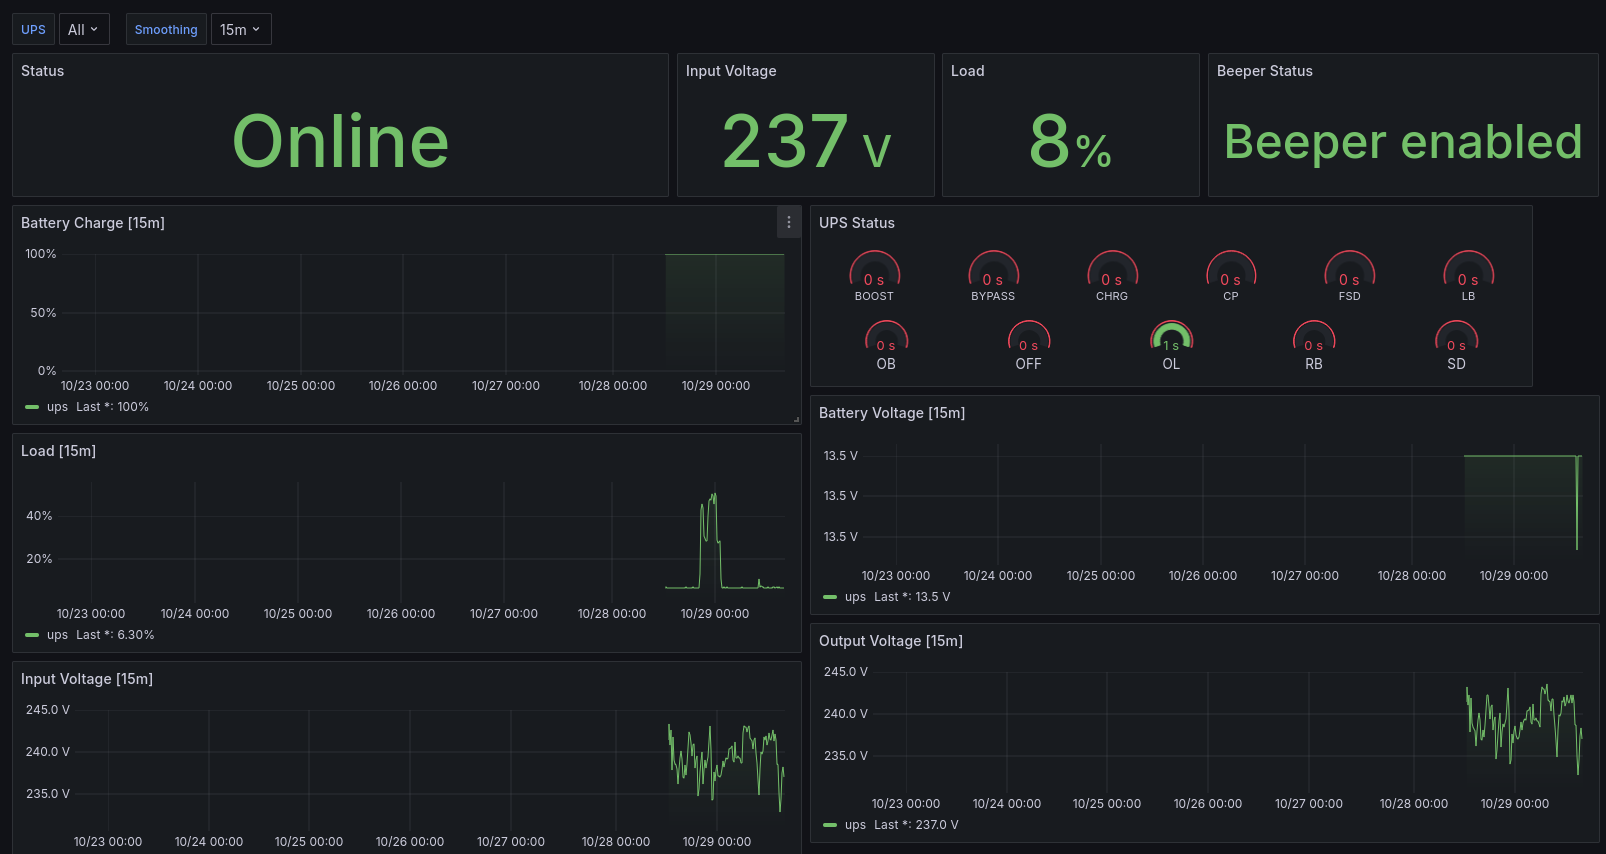 UPS All Smoothing 15m
Status
Online
Input Voltage
237 V
Load
8%
Beeper Status
Beeper enabled
Battery Charge [15m]
100%
50%
0%
10/23 00:00 10/24 00:00 10/25 00:00 10/26 00:00 10/27 00:00 10/28 00:00 10/29 00:00
ups Last *: 100%
UPS Status
0 s 0 s 0 s 0 s 0 s 0 s
BOOST BYPASS CHRG CP FSD LB
0 s 0 s 1 s 0 s 0 s
OB OFF OL RB SD
Load [15m]
40%
20%
10/23 00:00 10/24 00:00 10/25 00:00 10/26 00:00 10/27 00:00 10/28 00:00 10/29 00:00
ups Last *: 6.30%
Battery Voltage [15m]
13.5 V
13.5 V
13.5 V
10/23 00:00 10/24 00:00 10/25 00:00 10/26 00:00 10/27 00:00 10/28 00:00 10/29 00:00
ups Last *: 13.5 V
Input Voltage [15m]
245.0 V
240.0 V
235.0 V
10/23 00:00 10/24 00:00 10/25 00:00 10/26 00:00 10/27 00:00 10/28 00:00 10/29 00:00
Output Voltage [15m]
245.0 V
240.0 V
235.0 V
10/23 00:00 10/24 00:00 10/25 00:00 10/26 00:00 10/27 00:00 10/28 00:00 10/29 00:00
ups Last *: 237.0 V